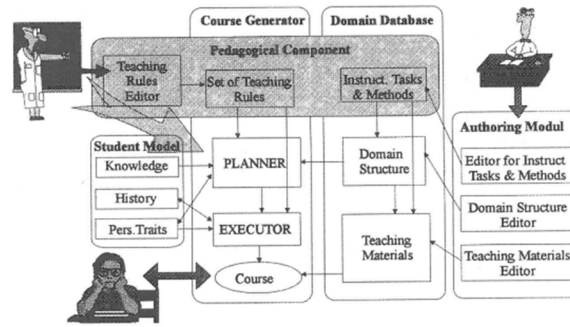 Course Generator
Domain Database
Pedagogical Component
Teaching
Rules
Editor
Set of Teaching
Rules
Instruct. Tasks
& Methods
Authoring Modul
Student Model
Knowledge
History
Pers.Traits
PLANNER
EXECUTOR
Course
Domain
Structure
Teaching
Materials
Editor for Instruct
Tasks & Methods
Domain Structure
Editor
Teaching Materials
Editor